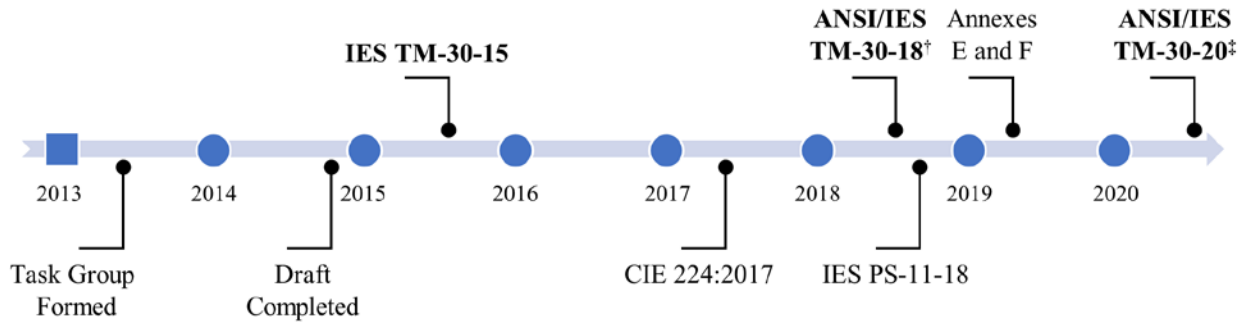 ANSI/IES
TM-30-18†
Annexes
E and F
ANSI/IES
TM-30-20‡
IES TM-30-15
2013
2014
2015
2016
2017
2018
2019
2020
Task Group
Formed
Draft
Completed
CIE 224:2017
IES PS-11-18